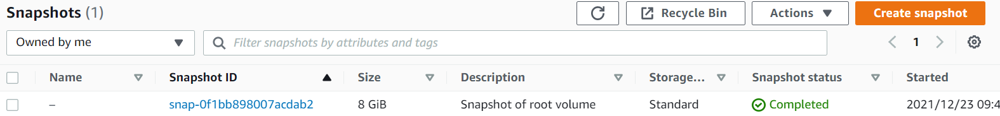 Snapshots (1) Recycle Bin Actions Create snapshot
Owned by me Filter snapshots by attributes and tags 1
Name Snapshot ID Size Description Storage... Snapshot status Started
– snap-0f1bb898007acdab2 8 GiB Snapshot of root volume Standard Completed 2021/12/23 09:4